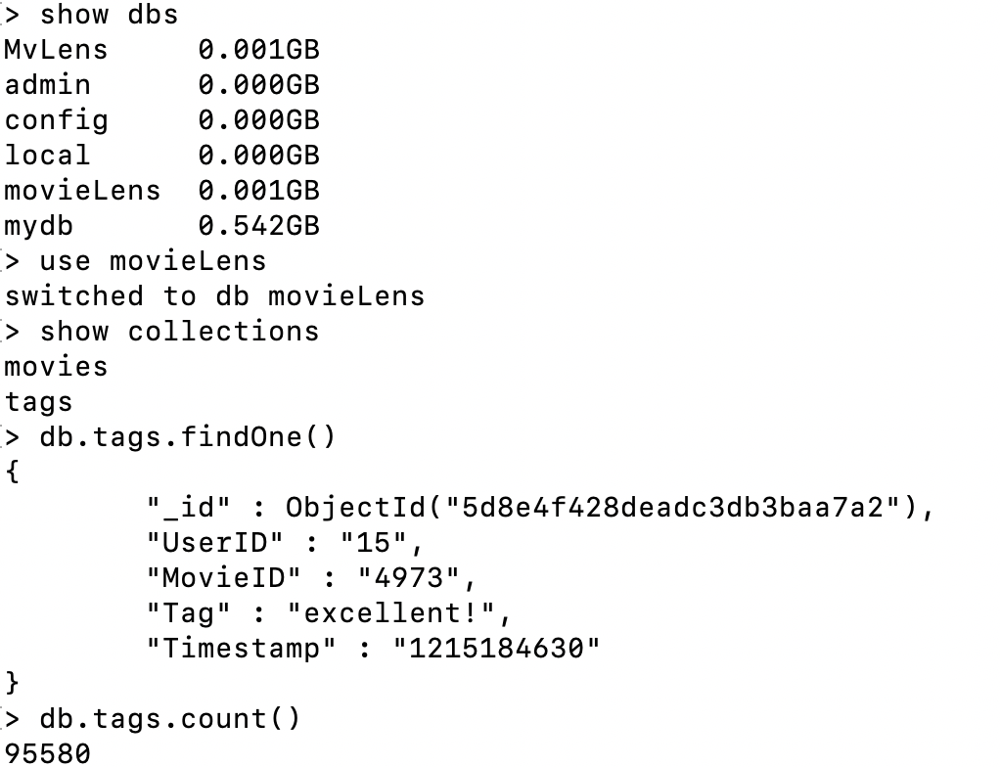 > show dbs
MvLens     0.001GB
admin      0.000GB
config     0.000GB
local      0.000GB
movieLens  0.001GB
mydb       0.542GB
> use movieLens
switched to db movieLens
> show collections
movies
tags
> db.tags.findOne()
{
        "_id" : ObjectId("5d8e4f428deadc3db3baa7a2"),
        "UserID" : "15",
        "MovieID" : "4973",
        "Tag" : "excellent!",
        "Timestamp" : "1215184630"
}
> db.tags.count()
95580